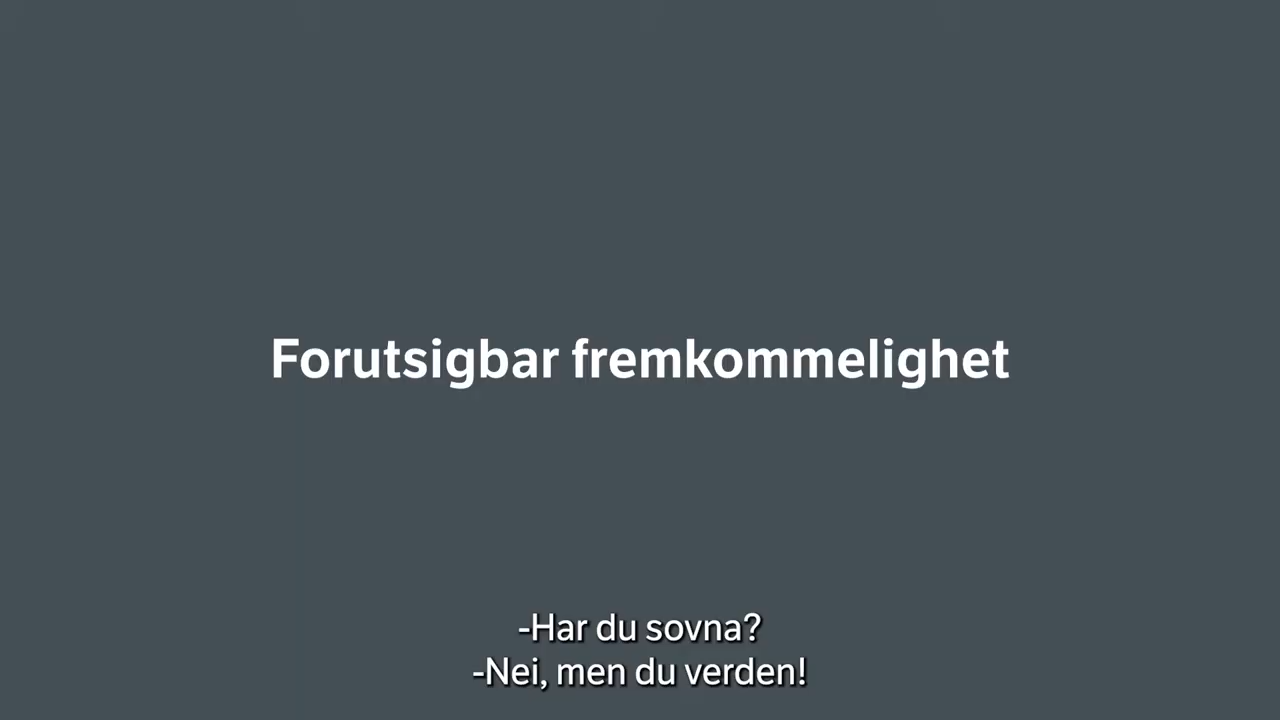 Forutsigbar fremkommelighet
-Har du sovna?
-Nei, men du verden!